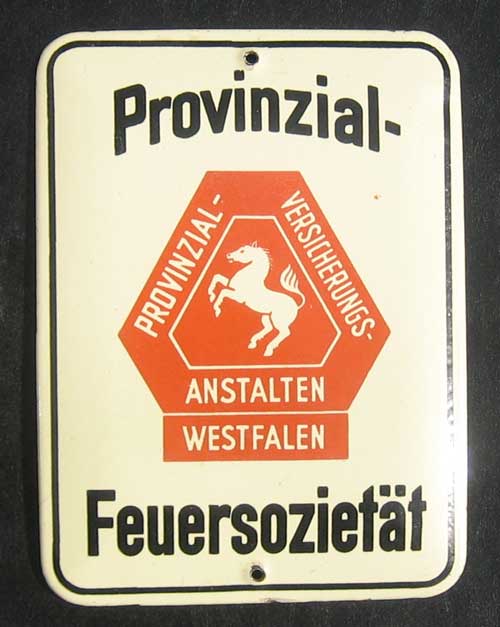 Provinzial-
PROVINZIAL-
VERSICHERUNGS-
ANSTALTEN
WESTFALEN
Feuersozietät